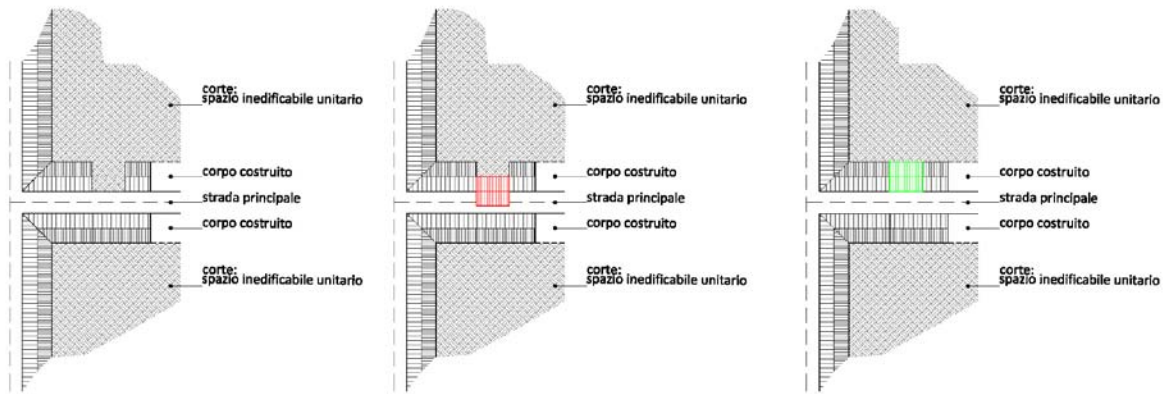 corte:
spazio inedificabile unitario
corpo costruito
strada principale
corpo costruito
corte:
spazio inedificabile unitario
corte:
spazio inedificabile unitario
corpo costruito
strada principale
corpo costruito
corte:
spazio inedificabile unitario
corte:
spazio inedificabile unitario
corpo costruito
strada principale
corpo costruito
corte:
spazio inedificabile unitario